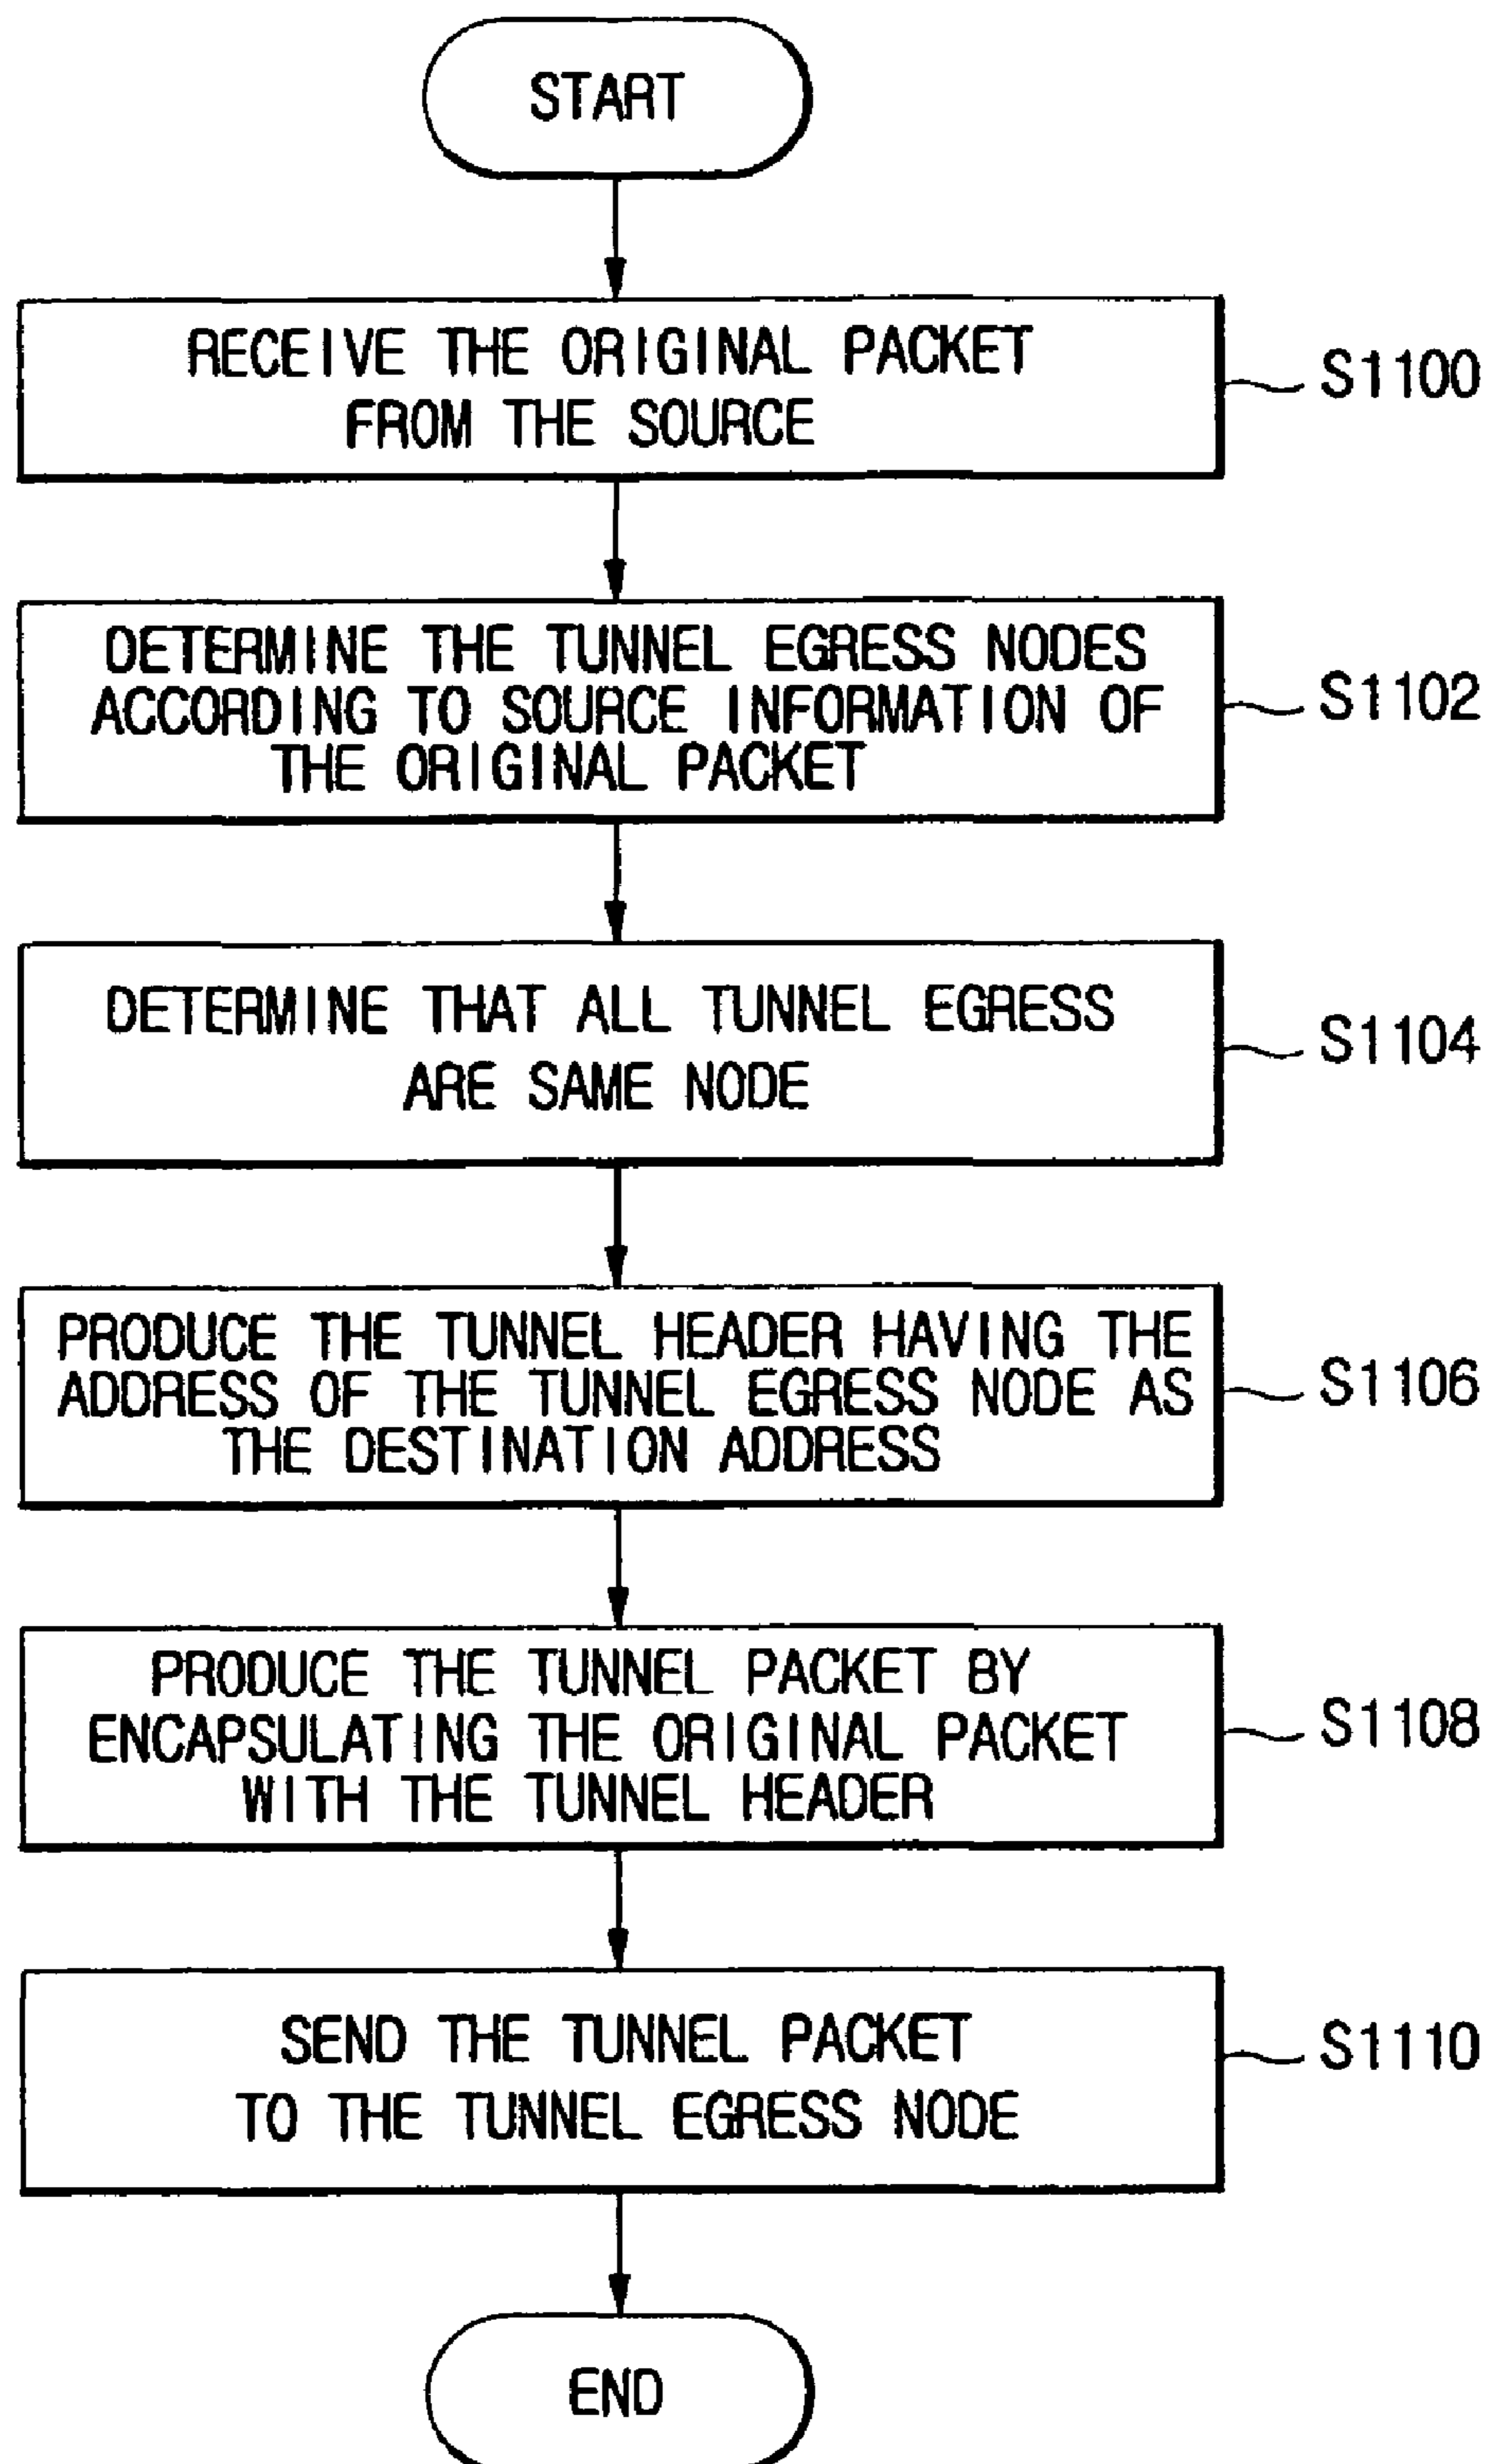 START
RECEIVE THE ORIGINAL PACKET
FROM THE SOURCE
S1100
DETERMINE THE TUNNEL EGRESS NODES
ACCORDING TO SOURCE INFORMATION OF
THE ORIGINAL PACKET
S1102
DETERMINE THAT ALL TUNNEL EGRESS
ARE SAME NODE
S1104
PRODUCE THE TUNNEL HEADER HAVING THE
ADDRESS OF THE TUNNEL EGRESS NODE AS
THE DESTINATION ADDRESS
S1106
PRODUCE THE TUNNEL PACKET BY
ENCAPSULATING THE ORIGINAL PACKET
WITH THE TUNNEL HEADER
S1108
SEND THE TUNNEL PACKET
TO THE TUNNEL EGRESS NODE
S1110
END